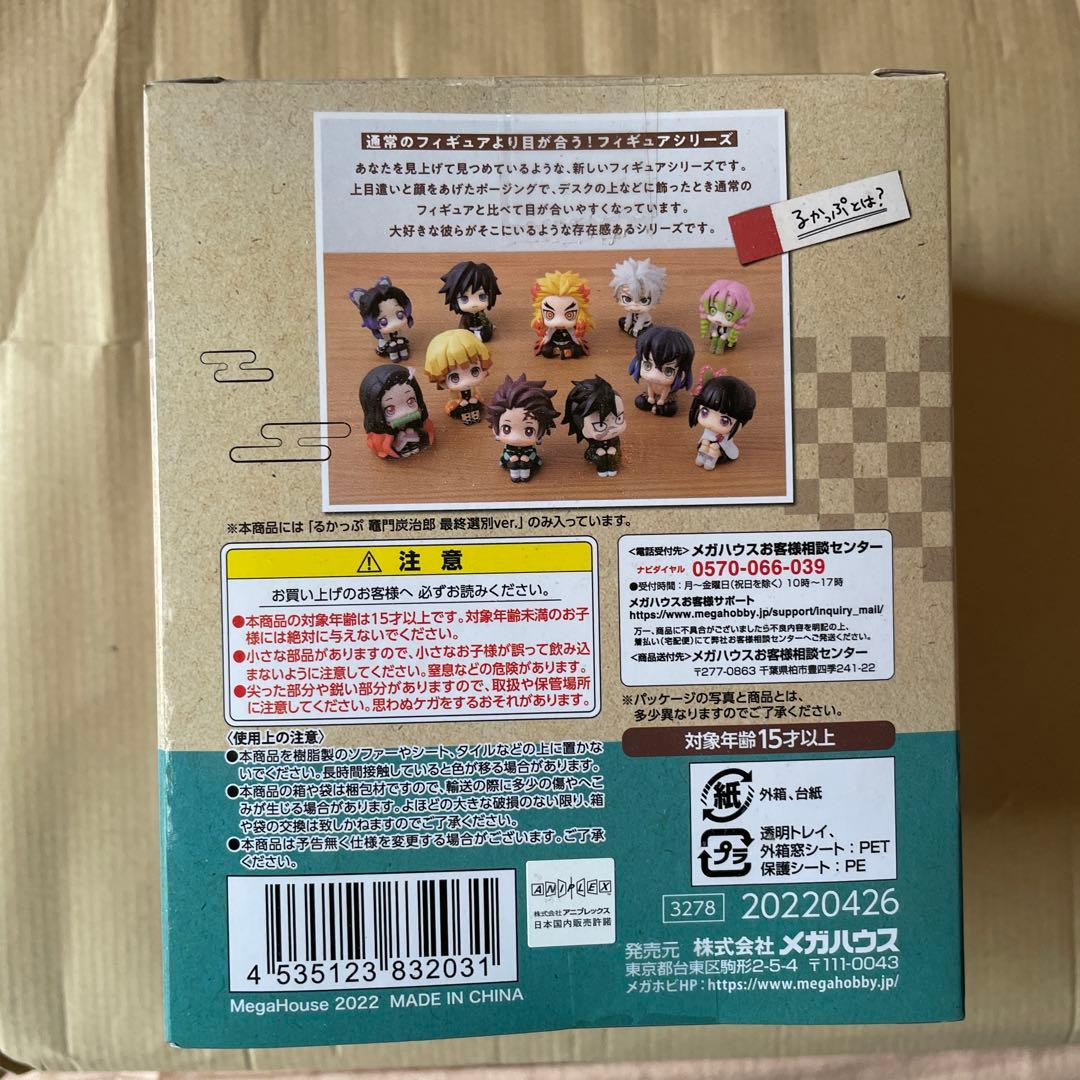 通常のフィギュアより目が合う!フィギュアシリーズ
あなたを見上げて見つめているような、新しいフィギュアシリーズです。
上目遣いと顔をあげたポージングで、デスクの上などに飾ったとき通常の
フィギュアと比べて目が合いやすくなっています。
大好きな彼らがそこにいるような存在感あるシリーズです。
るかっぷとは?
※本商品には「るかっぷ 竈門炭治郎 最終選別ver.」のみ入っています。
注意
お買い上げのお客様へ 必ずお読みください。
●本商品の対象年齢は15才以上です。対象年齢未満のお子
様には絶対に与えないでください。
●小さな部品がありますので、小さなお子様が誤って飲み込
まないように注意してください。窒息などの危険があります。
●尖った部分や鋭い部分がありますので、取扱や保管場所
に注意してください。思わぬケガをするおそれがあります。
〈使用上の注意〉
●本商品を樹脂製のソファーやシート、タイルなどの上に置かな
いでください。長時間接触していると色が移る場合があります。
●本商品の箱や袋は梱包材ですので、輸送の際に多少の傷やへこ
みが生じる場合があります。よほどの大きな破損のない限り、箱
や袋の交換は致しかねますのでご了承ください。
●本商品は予告無く仕様を変更する場合がございます。ご了承
ください。
<電話受付先> メガハウスお客様相談センター
ナビダイヤル 0570-066-039
●受付時間:月~金曜日(祝日を除く) 10時~17時
メガハウスお客様サポート
https://www.megahobby.jp/support/inquiry_mail/
万一、商品に不具合がございましたら不良内容を明記の上、
着払い(宅配便)にて弊社お客様相談センターへご発送ください。
<商品送付先> メガハウスお客様相談センター
〒277-0863 千葉県柏市豊四季241-22
※パッケージの写真と商品とは、
多少異なりますのでご了承ください。
対象年齢15才以上
紙 外箱、台紙
プラ 透明トレイ、
外箱窓シート:PET
保護シート:PE
4 535123 832031
MegaHouse 2022 MADE IN CHINA
ANIPLEX
株式会社 アニプレックス
日本国内販売許諾
3278 20220426
発売元 株式会社 メガハウス
東京都台東区駒形2-5-4 〒111-0043
メガホビHP:https://www.megahobby.jp/